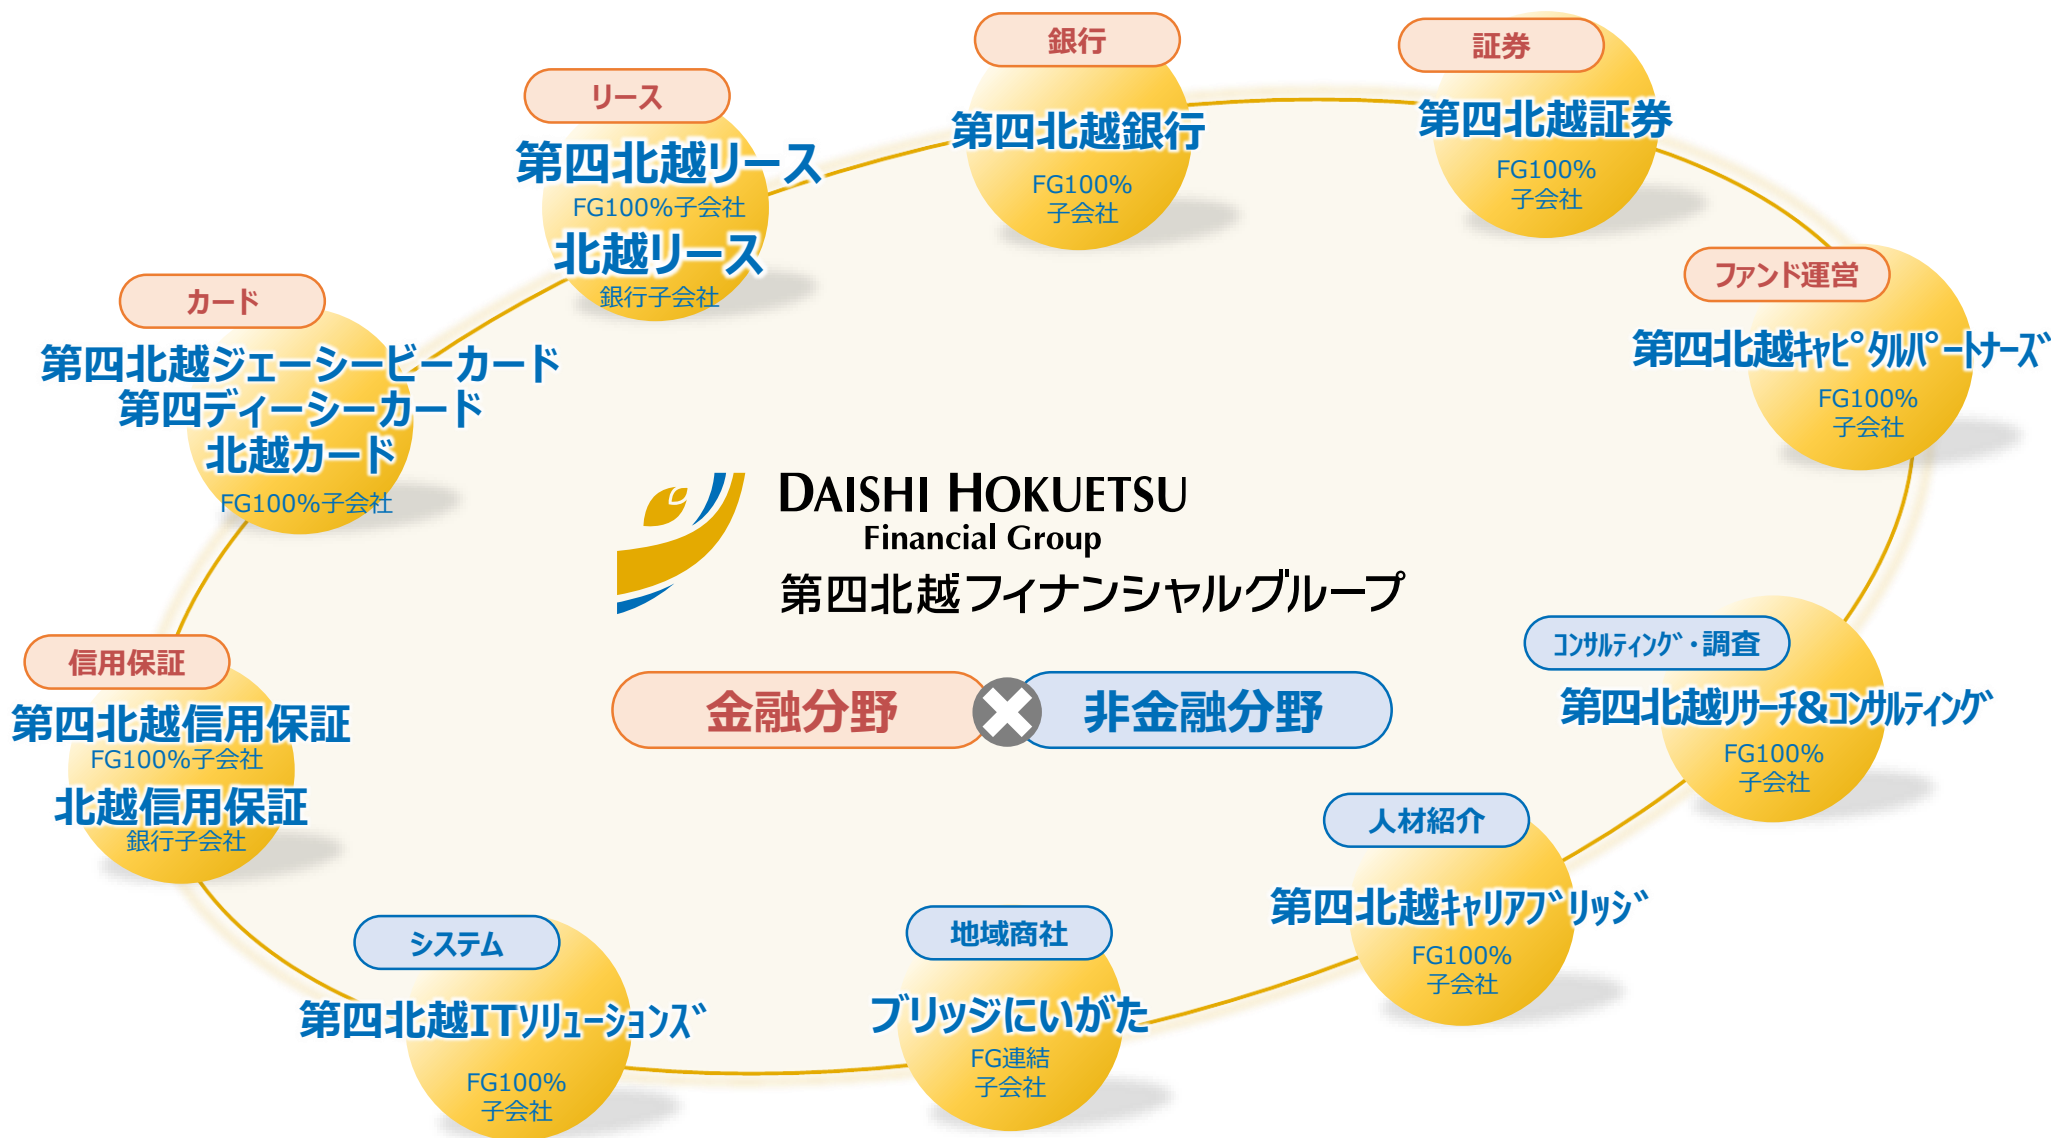 銀行
第四北越銀行
FG100%
子会社
証券
第四北越証券
FG100%
子会社
リース
第四北越リース
FG100%子会社
北越リース
銀行子会社
ファンド運営
第四北越ｷｬﾋﾟﾀﾙﾊﾟｰﾄﾅｰｽﾞ
FG100%
子会社
カード
第四北越ジェーシービーカード
第四ディーシーカード
北越カード
FG100%子会社
DAISHI HOKUETSU
Financial Group
第四北越フィナンシャルグループ
金融分野
非金融分野
ｺﾝｻﾙﾃｨﾝｸﾞ・調査
第四北越ﾘｻｰﾁ&ｺﾝｻﾙﾃｨﾝｸﾞ
FG100%
子会社
信用保証
第四北越信用保証
FG100%子会社
北越信用保証
銀行子会社
人材紹介
第四北越ｷｬﾘｱﾌﾞﾘｯｼﾞ
FG100%
子会社
地域商社
ブリッジにいがた
FG連結
子会社
システム
第四北越ITｿﾘｭｰｼｮﾝｽﾞ
FG100%
子会社